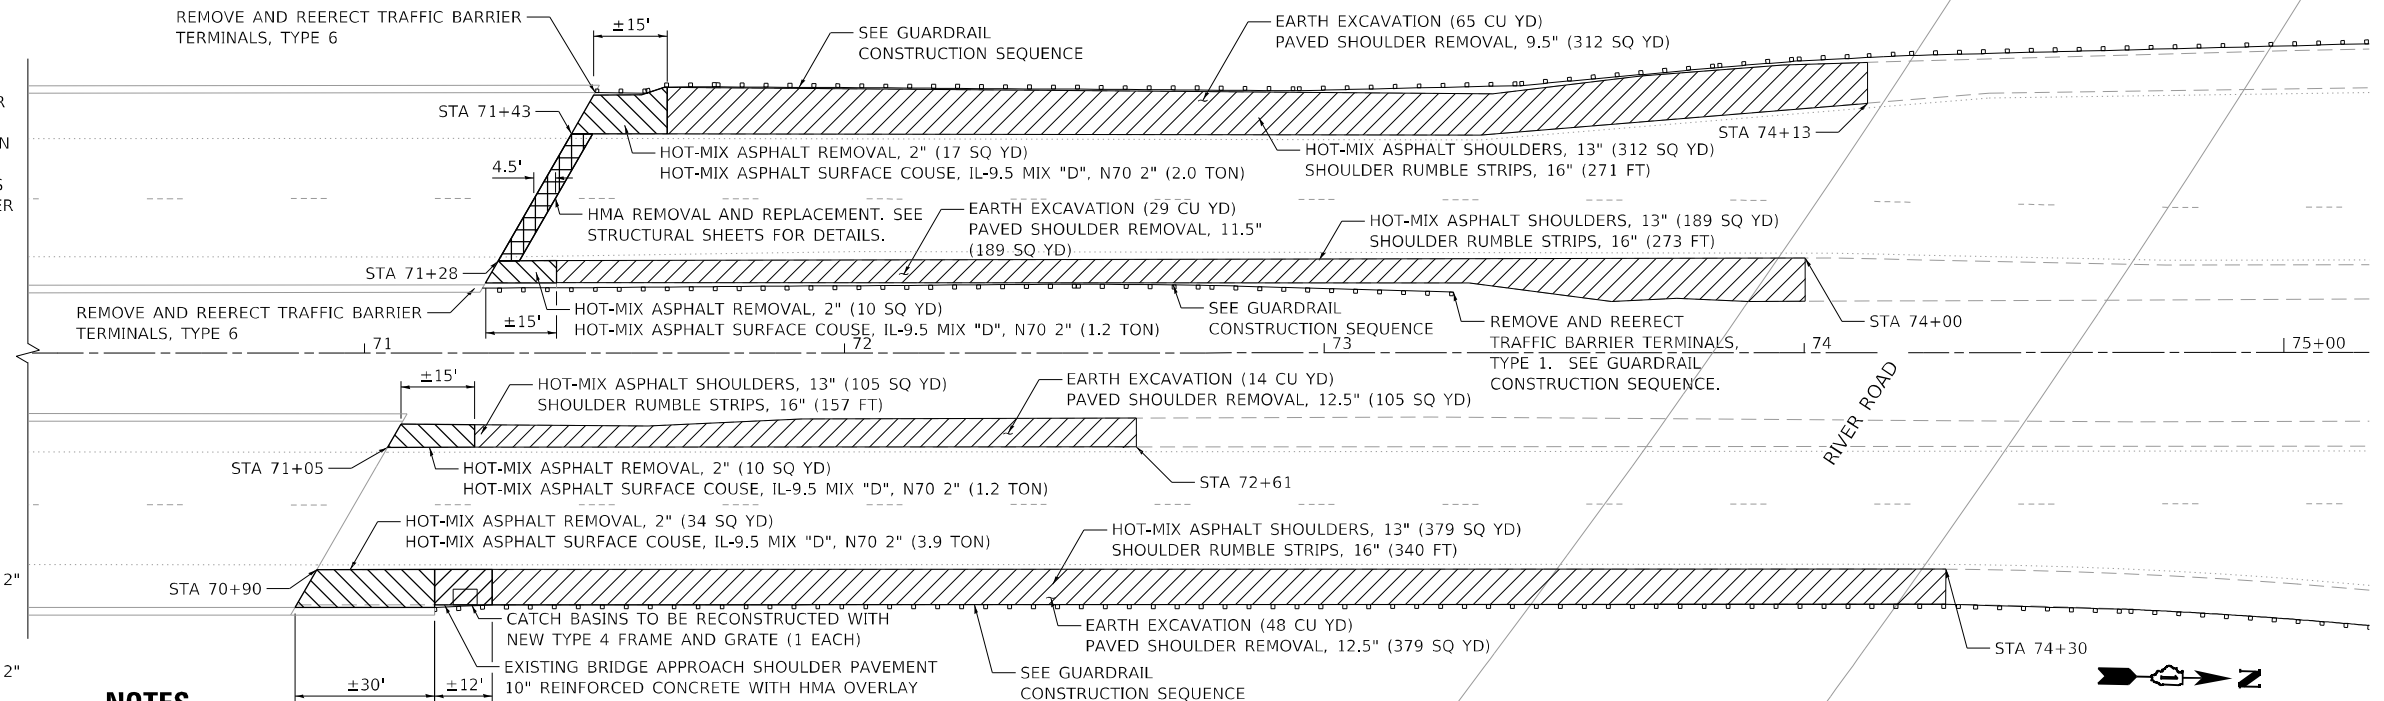 REMOVE AND REERECT TRAFFIC BARRIER
TERMINALS, TYPE 6
±15'
SEE GUARDRAIL
CONSTRUCTION SEQUENCE
EARTH EXCAVATION (65 CU YD)
PAVED SHOULDER REMOVAL, 9.5" (312 SQ YD)
STA 71+43
STA 74+13
HOT-MIX ASPHALT REMOVAL, 2" (17 SQ YD)
HOT-MIX ASPHALT SURFACE COUSE, IL-9.5 MIX "D", N70 2" (2.0 TON)
HOT-MIX ASPHALT SHOULDERS, 13" (312 SQ YD)
SHOULDER RUMBLE STRIPS, 16" (271 FT)
4.5'
HMA REMOVAL AND REPLACEMENT. SEE
STRUCTURAL SHEETS FOR DETAILS.
EARTH EXCAVATION (29 CU YD)
PAVED SHOULDER REMOVAL, 11.5"
(189 SQ YD)
HOT-MIX ASPHALT SHOULDERS, 13" (189 SQ YD)
SHOULDER RUMBLE STRIPS, 16" (273 FT)
STA 71+28
REMOVE AND REERECT TRAFFIC BARRIER
TERMINALS, TYPE 6
±15'
HOT-MIX ASPHALT REMOVAL, 2" (10 SQ YD)
HOT-MIX ASPHALT SURFACE COUSE, IL-9.5 MIX "D", N70 2" (1.2 TON)
SEE GUARDRAIL
CONSTRUCTION SEQUENCE
REMOVE AND REERECT
TRAFFIC BARRIER TERMINALS,
TYPE 1. SEE GUARDRAIL
CONSTRUCTION SEQUENCE.
STA 74+00
71
72
73
74
75+00
±15'
HOT-MIX ASPHALT SHOULDERS, 13" (105 SQ YD)
SHOULDER RUMBLE STRIPS, 16" (157 FT)
EARTH EXCAVATION (14 CU YD)
PAVED SHOULDER REMOVAL, 12.5" (105 SQ YD)
RIVER ROAD
STA 71+05
HOT-MIX ASPHALT REMOVAL, 2" (10 SQ YD)
HOT-MIX ASPHALT SURFACE COUSE, IL-9.5 MIX "D", N70 2" (1.2 TON)
STA 72+61
HOT-MIX ASPHALT REMOVAL, 2" (34 SQ YD)
HOT-MIX ASPHALT SURFACE COUSE, IL-9.5 MIX "D", N70 2" (3.9 TON)
HOT-MIX ASPHALT SHOULDERS, 13" (379 SQ YD)
SHOULDER RUMBLE STRIPS, 16" (340 FT)
2"
STA 70+90
CATCH BASINS TO BE RECONSTRUCTED WITH
NEW TYPE 4 FRAME AND GRATE (1 EACH)
EARTH EXCAVATION (48 CU YD)
PAVED SHOULDER REMOVAL, 12.5" (379 SQ YD)
STA 74+30
2"
EXISTING BRIDGE APPROACH SHOULDER PAVEMENT
10" REINFORCED CONCRETE WITH HMA OVERLAY
SEE GUARDRAIL
CONSTRUCTION SEQUENCE
±30'
±12'
N
NOTES